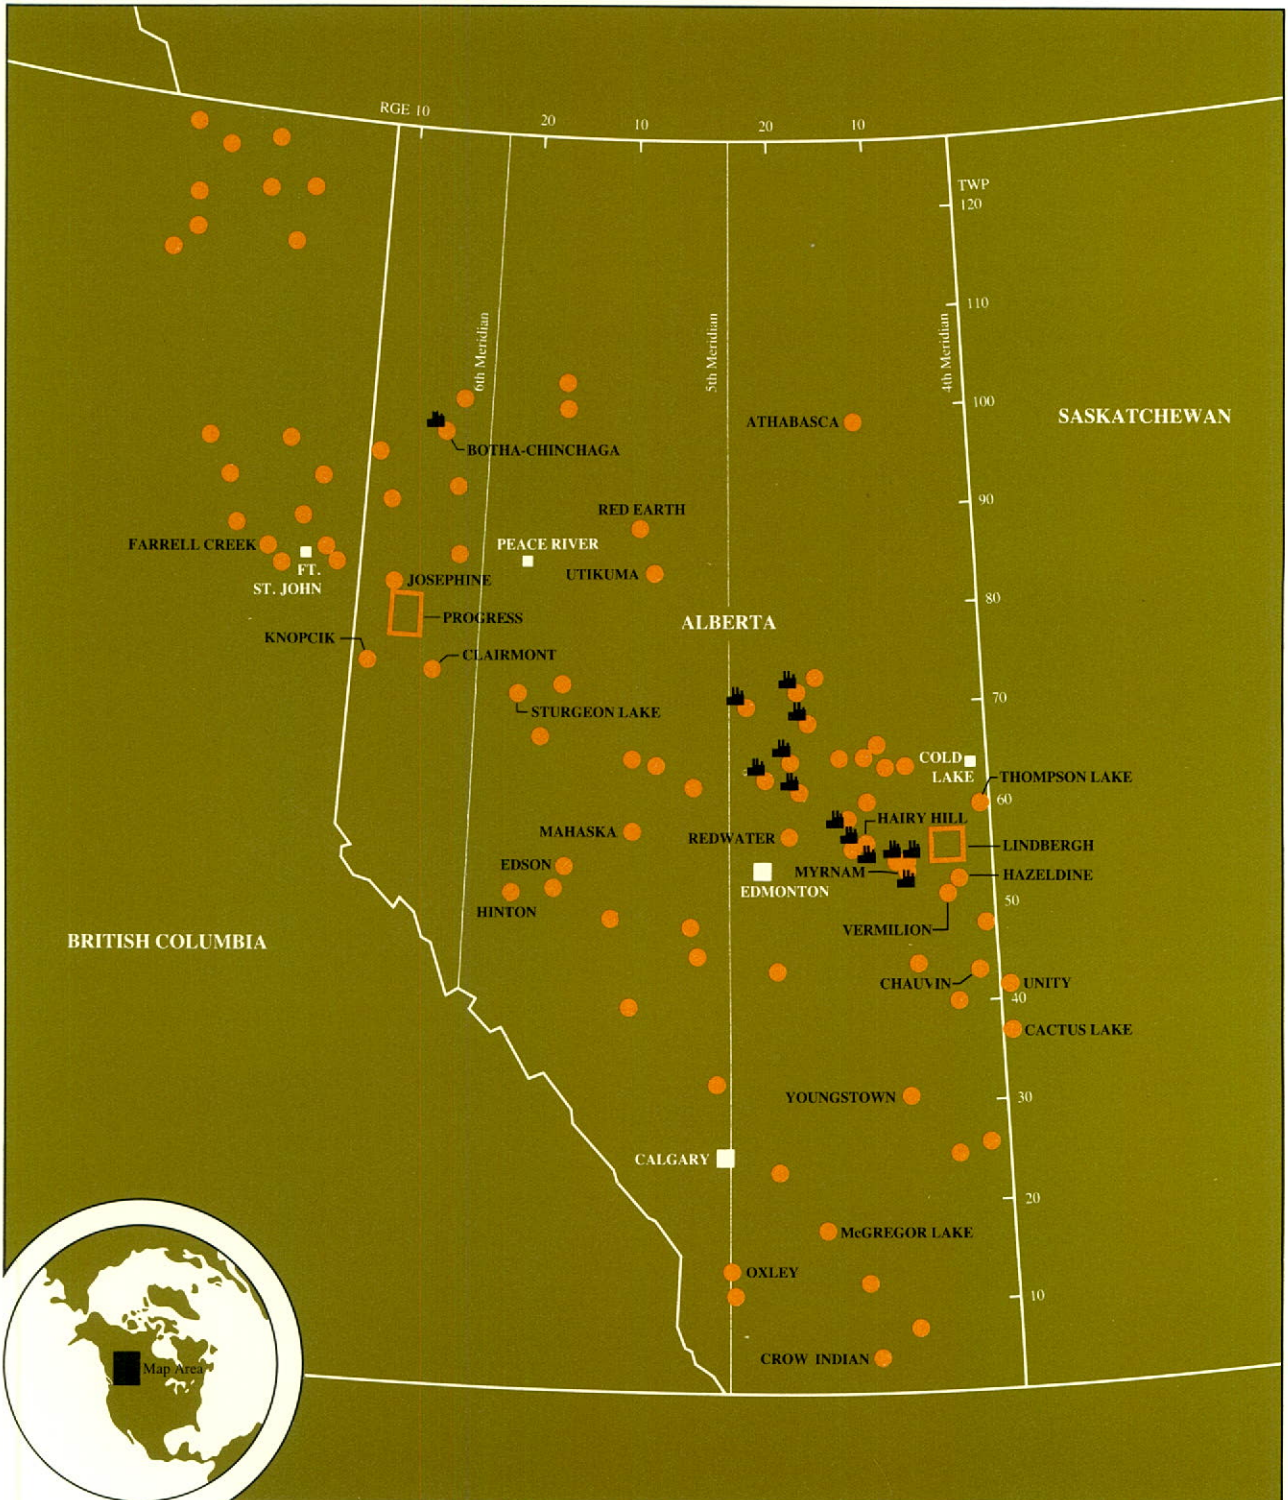 RGE 10
20
10
20
10
TWP
120
110
6th Meridian
5th Meridian
4th Meridian
100
SASKATCHEWAN
ATHABASCA
BOTHA-CHINCHAGA
90
RED EARTH
FARRELL CREEK
PEACE RIVER
FT.
ST. JOHN
UTIKUMA
JOSEPHINE
80
PROGRESS
ALBERTA
KNOPCIK
CLAIRMONT
70
STURGEON LAKE
COLD
LAKE
THOMPSON LAKE
60
HAIRY HILL
MAHASKA
REDWATER
LINDBERGH
EDSON
MYRNAM
HAZELDINE
EDMONTON
50
HINTON
VERMILION
BRITISH COLUMBIA
CHAUVIN
UNITY
40
CACTUS LAKE
YOUNGSTOWN
30
CALGARY
20
McGREGOR LAKE
OXLEY
10
CROW INDIAN
Map Area